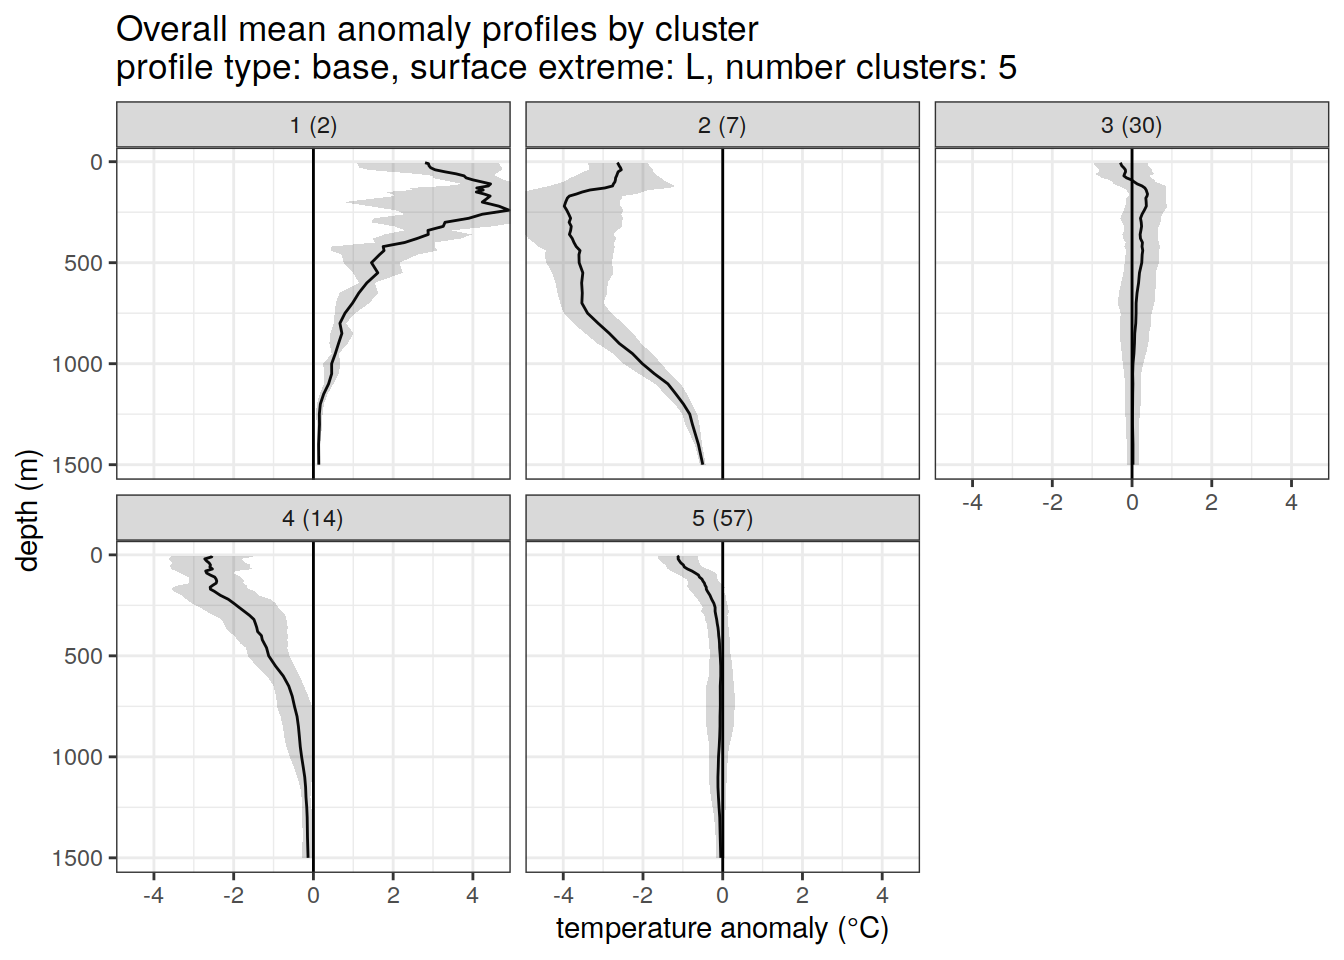 Overall mean anomaly profiles by cluster
profile type: base, surface extreme: L, number clusters: 5
1 (2)
2 (7)
3 (30)
0
500
1000
1500
-4 -2 0 2 4
4 (14)
5 (57)
0
500
1000
1500
-4 -2 0 2 4
-4 -2 0 2 4
depth (m)
temperature anomaly (°C)